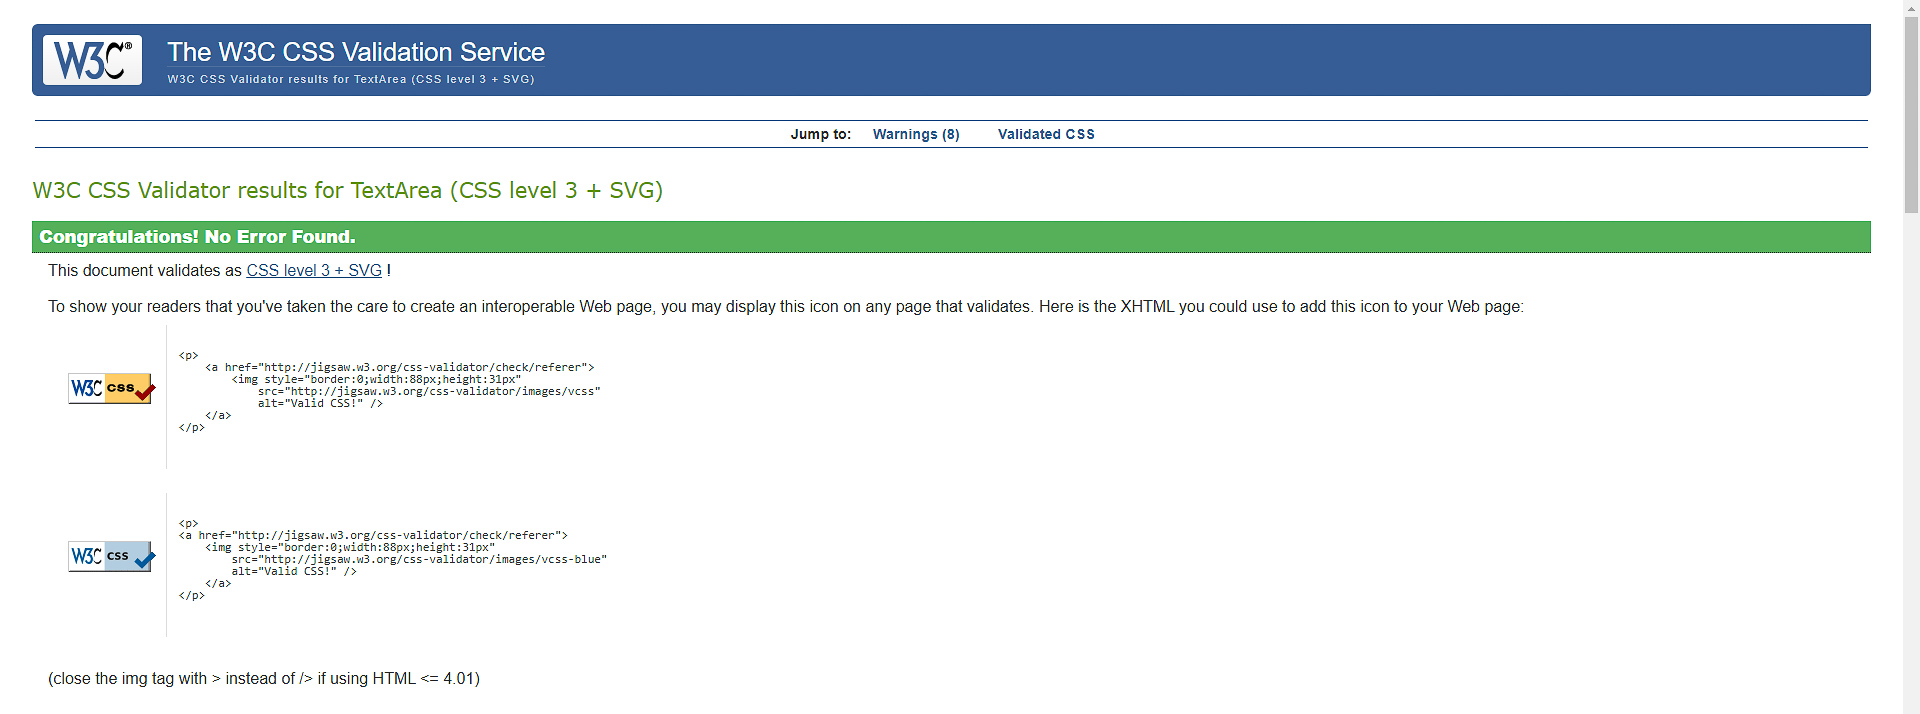 W3C®
The W3C CSS Validation Service
W3C CSS Validator results for TextArea (CSS level 3 + SVG)
Jump to: Warnings (8) Validated CSS
W3C CSS Validator results for TextArea (CSS level 3 + SVG)
Congratulations! No Error Found.
This document validates as CSS level 3 + SVG !
To show your readers that you've taken the care to create an interoperable Web page, you may display this icon on any page that validates. Here is the XHTML you could use to add this icon to your Web page:
W3C css
<p>
    <a href="http://jigsaw.w3.org/css-validator/check/referer">
        <img style="border:0;width:88px;height:31px"
            src="http://jigsaw.w3.org/css-validator/images/vcss"
            alt="Valid CSS!" />
    </a>
</p>
W3C css
<p>
<a href="http://jigsaw.w3.org/css-validator/check/referer">
    <img style="border:0;width:88px;height:31px"
        src="http://jigsaw.w3.org/css-validator/images/vcss-blue"
        alt="Valid CSS!" />
    </a>
</p>
(close the img tag with > instead of /> if using HTML <= 4.01)